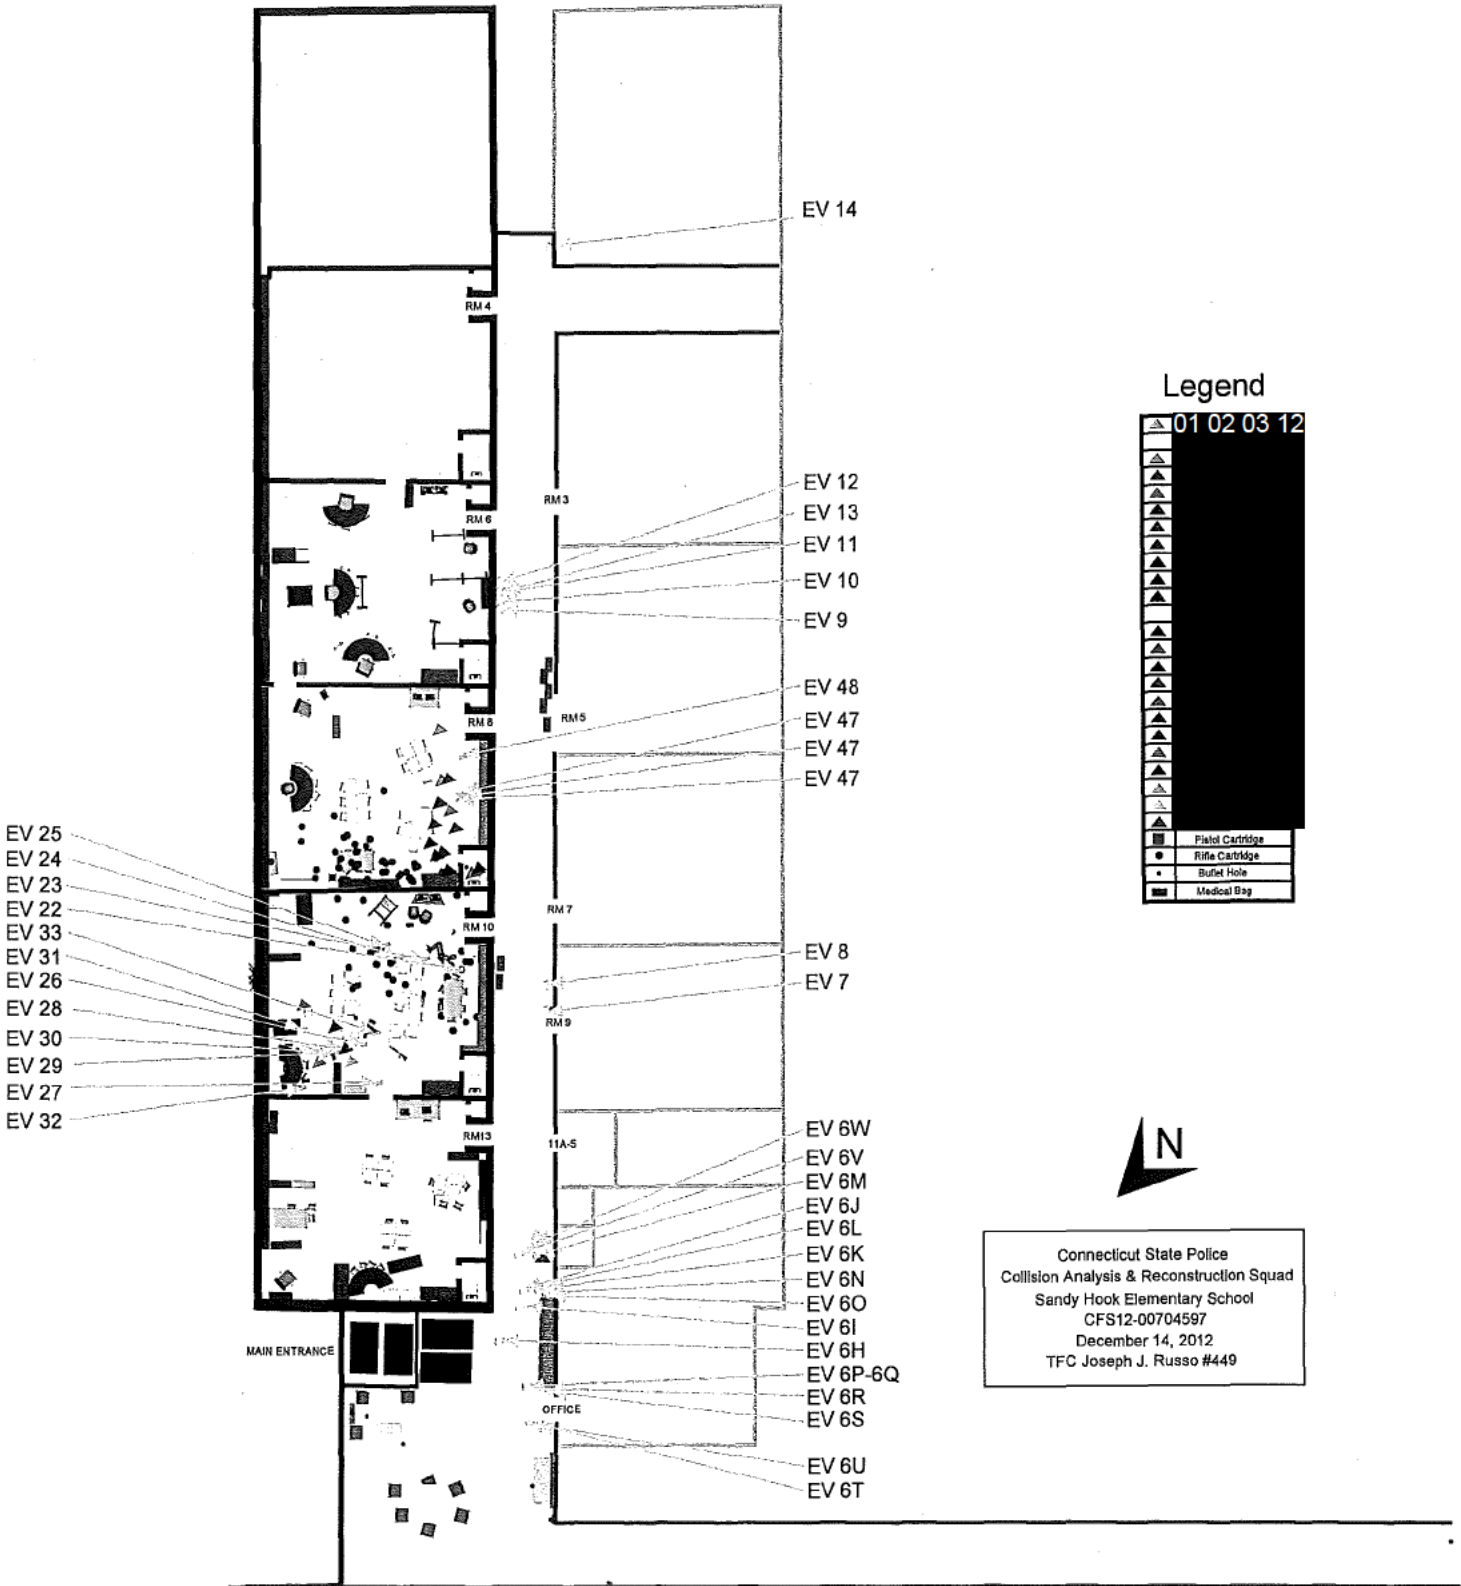 EV 14
RM 4
Legend
01 02 03 12
EV 12
RM 3
EV 13
RM 6
EV 11
EV 10
EV 9
EV 48
RM 8
RM 5
EV 47
EV 47
EV 47
EV 25
Pistol Cartridge
EV 24
Rifle Cartridge
Bullet Hole
EV 23
Medical Bag
EV 22
RM 7
EV 33
RM 10
EV 31
EV 8
EV 26
EV 7
EV 28
RM 9
EV 30
EV 29
EV 27
EV 32
EV 6W
RM13
11A-S
N
EV 6V
EV 6M
EV 6J
EV 6L
EV 6K
EV 6N
EV 6O
EV 6I
EV 6H
MAIN ENTRANCE
EV 6P-6Q
EV 6R
OFFICE
EV 6S
EV 6U
EV 6T
Connecticut State Police
Collision Analysis & Reconstruction Squad
Sandy Hook Elementary School
CFS12-00704597
December 14, 2012
TFC Joseph J. Russo #449